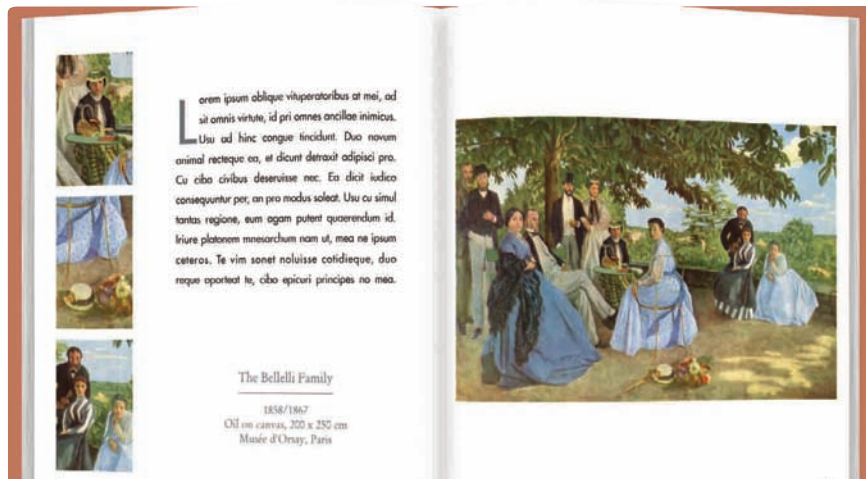 Lorem ipsum oblique vituperatoribus at mei, ad
sit omnis virtute, id pri omnes ancillae inimicus.
Usu ad hinc congue tincidunt. Duo novum
animal recteque ea, et dicunt detraxit adipisci pro.
Cu cibo civibus deseruisse nec. Ea dicit iudico
consequuntur per, an pro modus soleat. Usu cu simul
tantas regione, eum agam putent quaerendum id.
Iriure platonem mnesarchum nam ut, mea ne ipsum
ceteros. Te vim sonet noluisse cotidieque, duo
reque oporteat te, cibo epicuri principes no mea.
The Bellelli Family
1858/1867
Oil on canvas, 200 x 250 cm
Musée d'Orsay, Paris